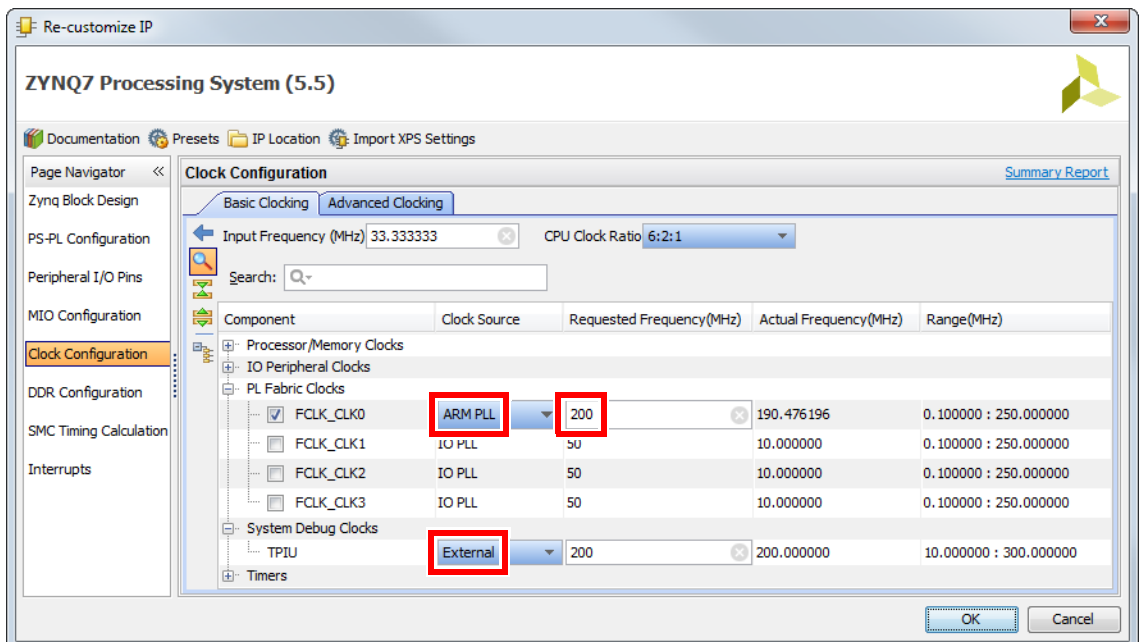 Re-customize IP
ZYNQ7 Processing System (5.5)
Documentation Presets IP Location Import XPS Settings
Page Navigator «
Zynq Block Design
PS-PL Configuration
Peripheral I/O Pins
MIO Configuration
Clock Configuration
DDR Configuration
SMC Timing Calculation
Interrupts
Clock Configuration Summary Report
Basic Clocking Advanced Clocking
Input Frequency (MHz) 33.333333 CPU Clock Ratio 6:2:1
Search:
Component Clock Source Requested Frequency(MHz) Actual Frequency(MHz) Range(MHz)
Processor/Memory Clocks
IO Peripheral Clocks
PL Fabric Clocks
FCLK_CLK0 ARM PLL 200 190.476196 0.100000 : 250.000000
FCLK_CLK1 IO PLL 50 10.000000 0.100000 : 250.000000
FCLK_CLK2 IO PLL 50 10.000000 0.100000 : 250.000000
FCLK_CLK3 IO PLL 50 10.000000 0.100000 : 250.000000
System Debug Clocks
TPIU External 200 200.000000 10.000000 : 300.000000
Timers
OK Cancel